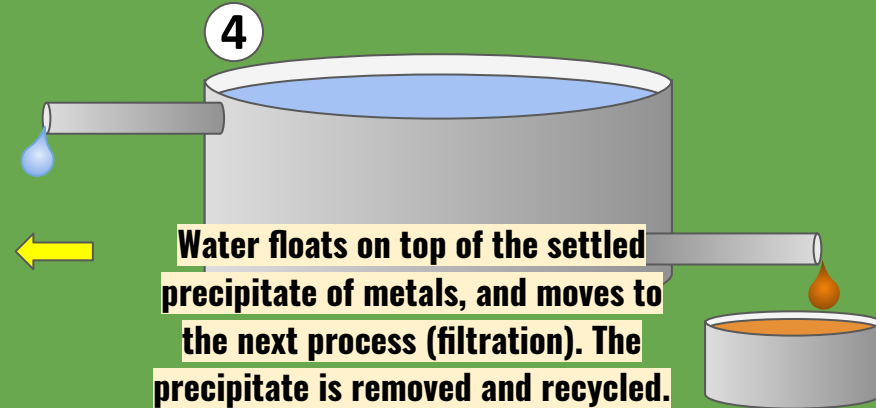 4
Water floats on top of the settled
precipitate of metals, and moves to
the next process (filtration). The
precipitate is removed and recycled.